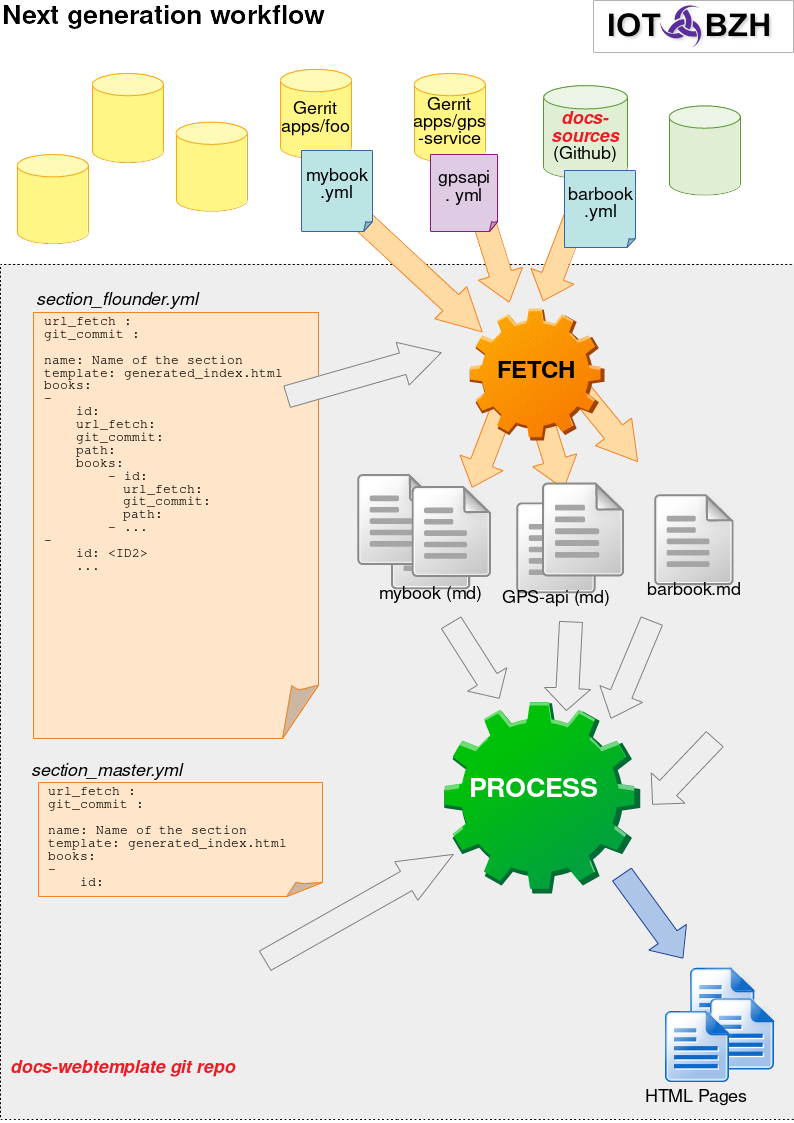 Next generation workflow
IOT BZH
Gerrit
apps/foo
Gerrit
apps/gps
-service
docs-
sources
(Github)
mybook
.yml
gpsapi
. yml
barbook
.yml
section_flounder.yml
url_fetch :
git_commit :
name: Name of the section
template: generated_index.html
books:
-
id:
url_fetch:
git_commit:
path:
books:
- id:
url_fetch:
git_commit:
path:
- ...
-
id: <ID2>
...
FETCH
mybook (md)
GPS-api (md)
barbook.md
PROCESS
section_master.yml
url_fetch :
git_commit :
name: Name of the section
template: generated_index.html
books:
-
id:
docs-webtemplate git repo
HTML Pages